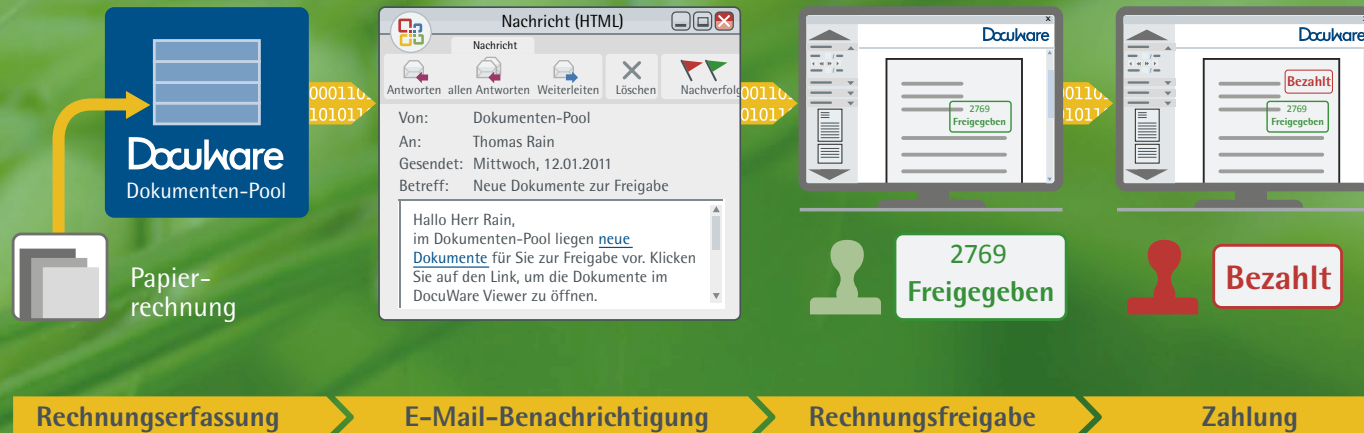 DocuWare
Dokumenten-Pool
Papier-
rechnung
Nachricht (HTML)
Nachricht
Antworten allen Antworten Weiterleiten Löschen Nachverfolg
Von: Dokumenten-Pool
An: Thomas Rain
Gesendet: Mittwoch, 12.01.2011
Betreff: Neue Dokumente zur Freigabe
Hallo Herr Rain,
im Dokumenten-Pool liegen neue
Dokumente für Sie zur Freigabe vor. Klicken
Sie auf den Link, um die Dokumente im
DocuWare Viewer zu öffnen.
DocuWare
2769
Freigegeben
2769
Freigegeben
DocuWare
Bezahlt
2769
Freigegeben
Bezahlt
Rechnungserfassung
E-Mail-Benachrichtigung
Rechnungsfreigabe
Zahlung